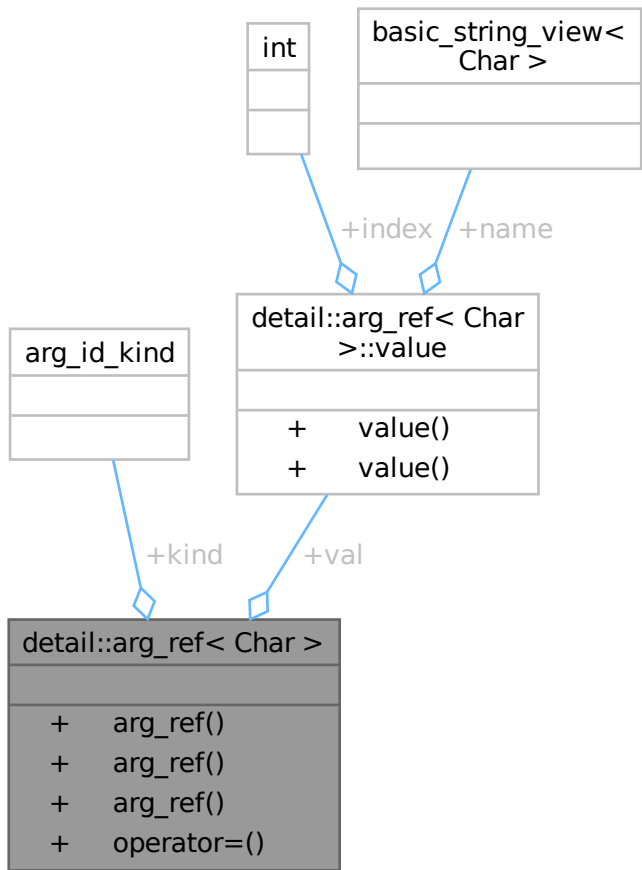 int
basic_string_view<
Char >
+index
+name
detail::arg_ref< Char
>::value
+ value()
+ value()
arg_id_kind
+kind
+val
detail::arg_ref< Char >
+ arg_ref()
+ arg_ref()
+ arg_ref()
+ operator=()